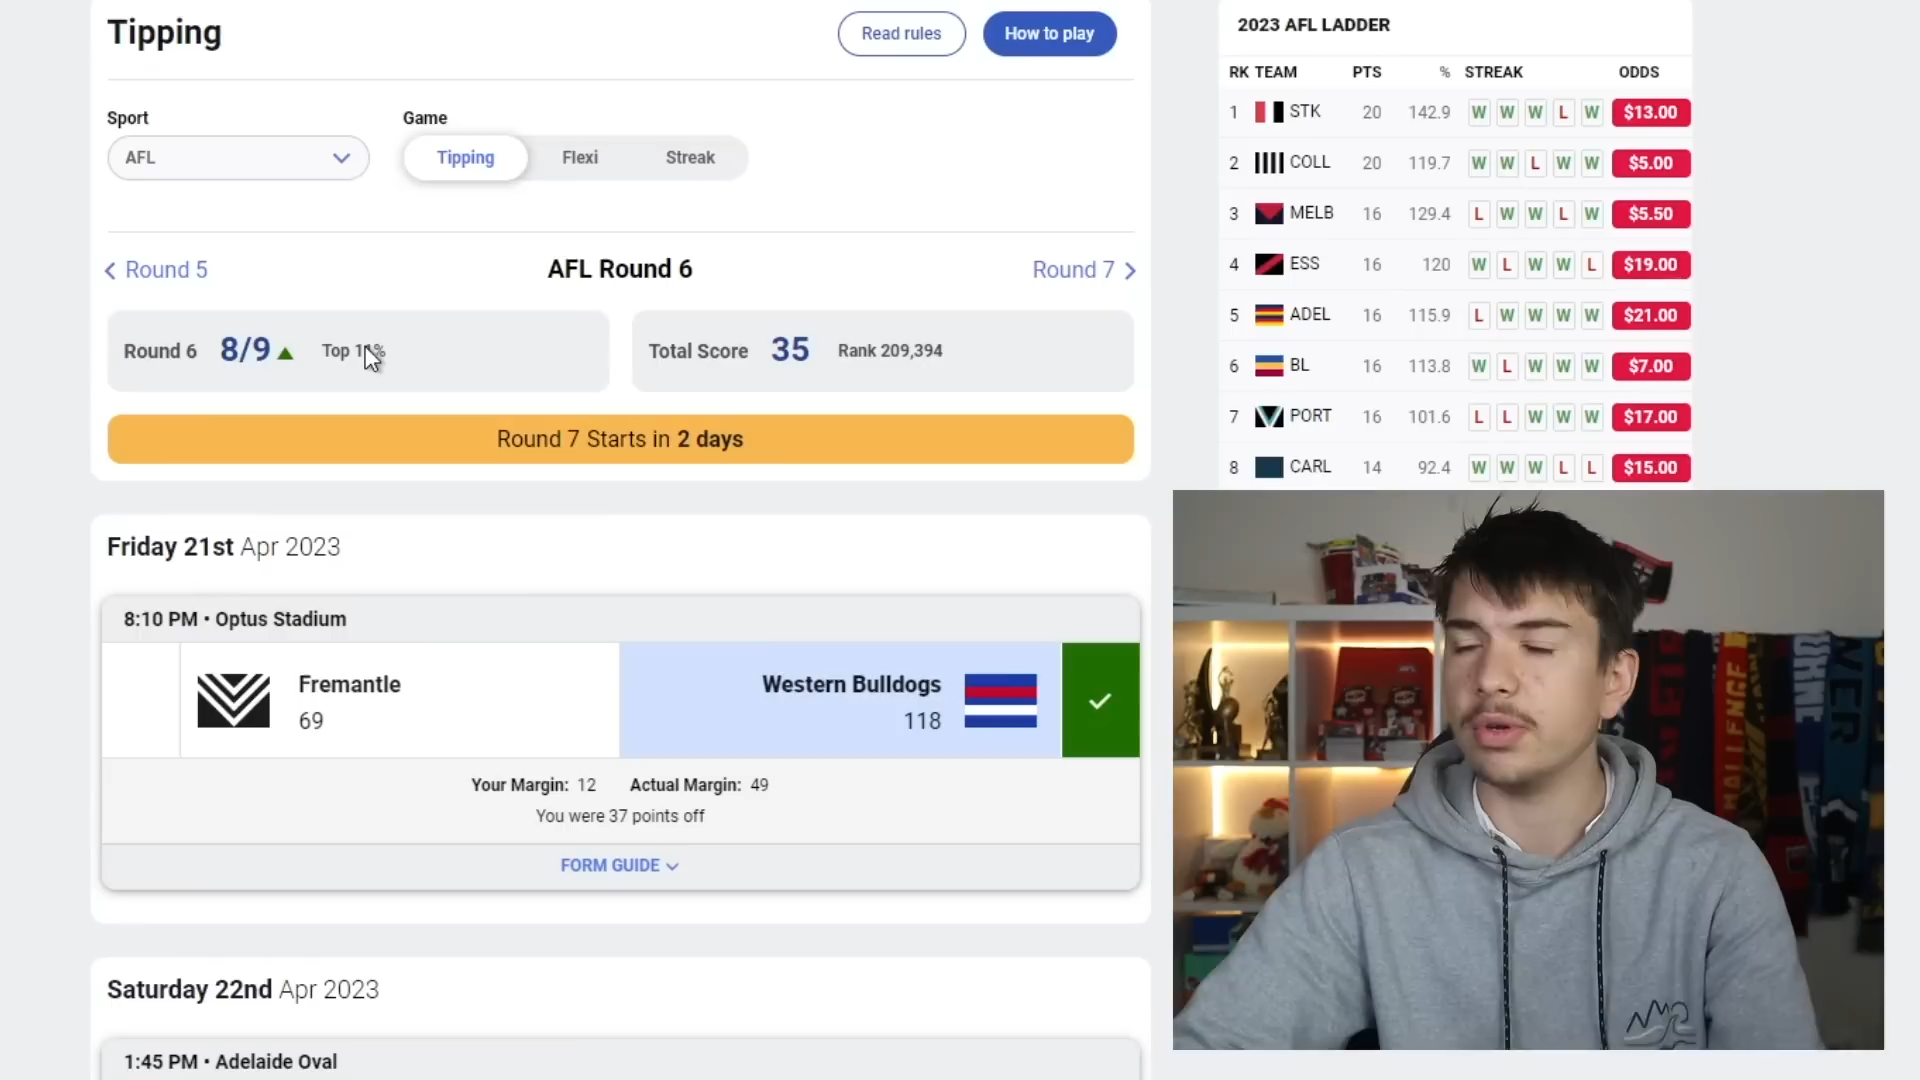 Tipping
Read rules
How to play
Sport
Game
AFL
Tipping
Flexi
Streak
Round 5
AFL Round 6
Round 7
Round 6 8/9 Top
Total Score 35 Rank 209,394
Round 7 Starts in 2 days
Friday 21st Apr 2023
8:10 PM • Optus Stadium
Fremantle
69
Western Bulldogs
118
Your Margin: 12 Actual Margin: 49
You were 37 points off
FORM GUIDE
Saturday 22nd Apr 2023
1:45 PM • Adelaide Oval
2023 AFL LADDER
RK TEAM PTS % STREAK ODDS
1 STK 20 142.9 W W W L W $13.00
2 COLL 20 119.7 W W L W W $5.00
3 MELB 16 129.4 L W W L W $5.50
4 ESS 16 120 W L W W L $19.00
5 ADEL 16 115.9 L W W W W $21.00
6 BL 16 113.8 W L W W W $7.00
7 PORT 16 101.6 L L W W W $17.00
8 CARL 14 92.4 W W W L L $15.00